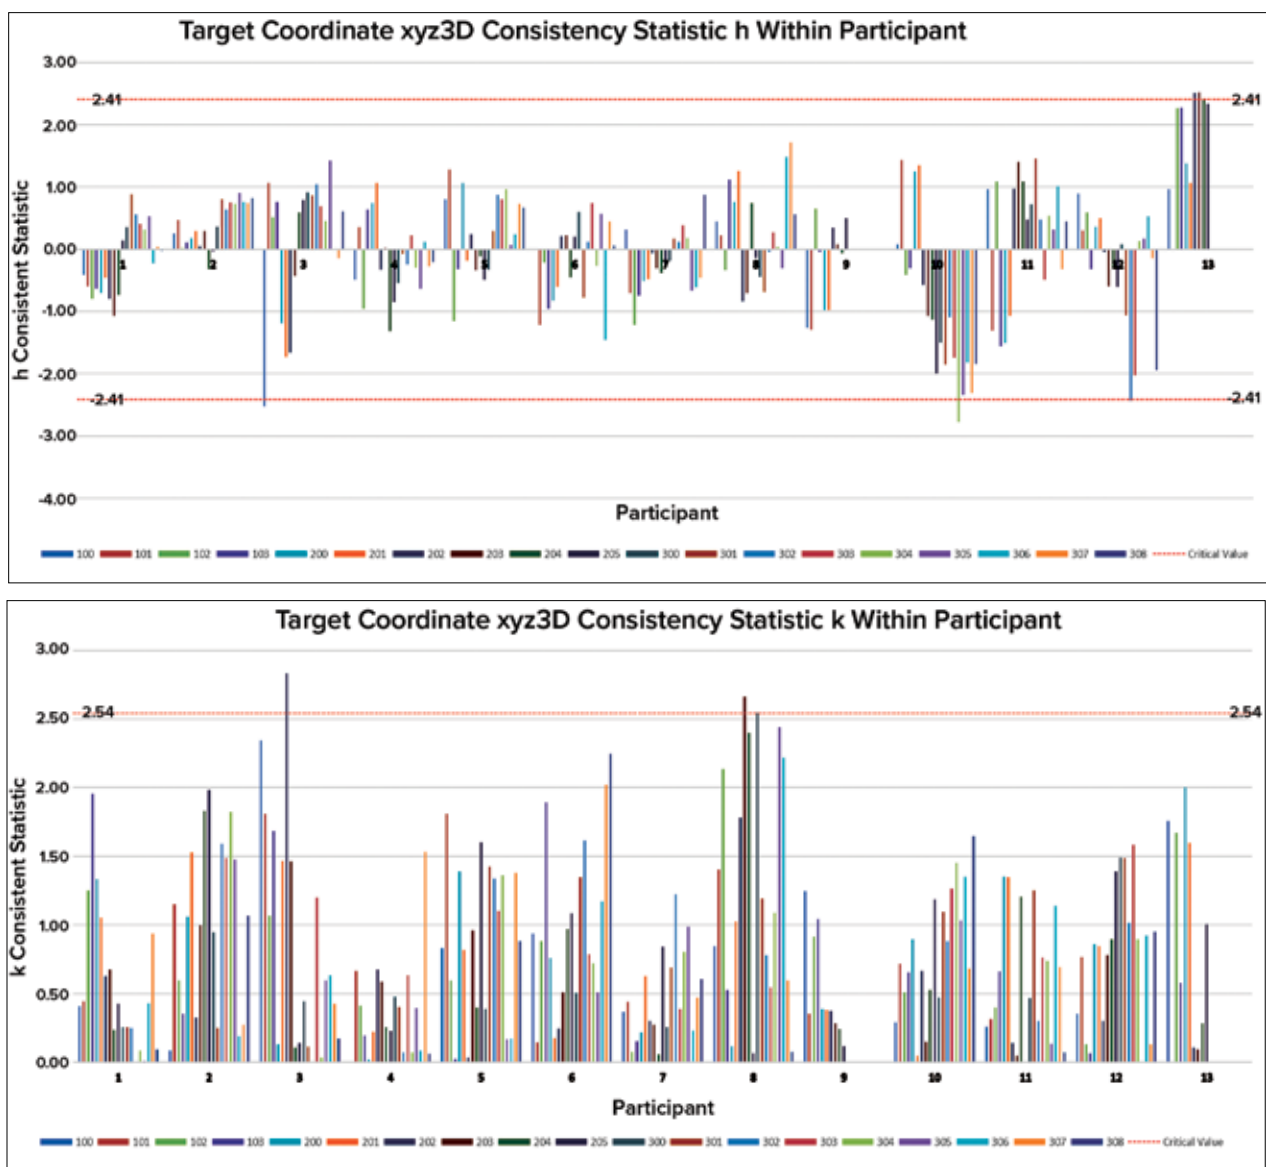 Target Coordinate xyz3D Consistency Statistic h Within Participant
3.00
2.41 2.41
2.00
1.00
0.00
1 2 3 4 5 6 7 8 9 10 11 12 13
-1.00
-2.00
-2.41 -2.41
-3.00
-4.00
h Consistent Statistic
Participant
100 101 102 103 200 201 202 203 204 205 300 301 302 303 304 305 306 307 308 Critical Value
Target Coordinate xyz3D Consistency Statistic k Within Participant
3.00
2.54 2.54
2.50
2.00
1.50
1.00
0.50
0.00
k Consistent Statistic
1 2 3 4 5 6 7 8 9 10 11 12 13
Participant
100 101 102 103 200 201 202 203 204 205 300 301 302 303 304 305 306 307 308 Critical Value